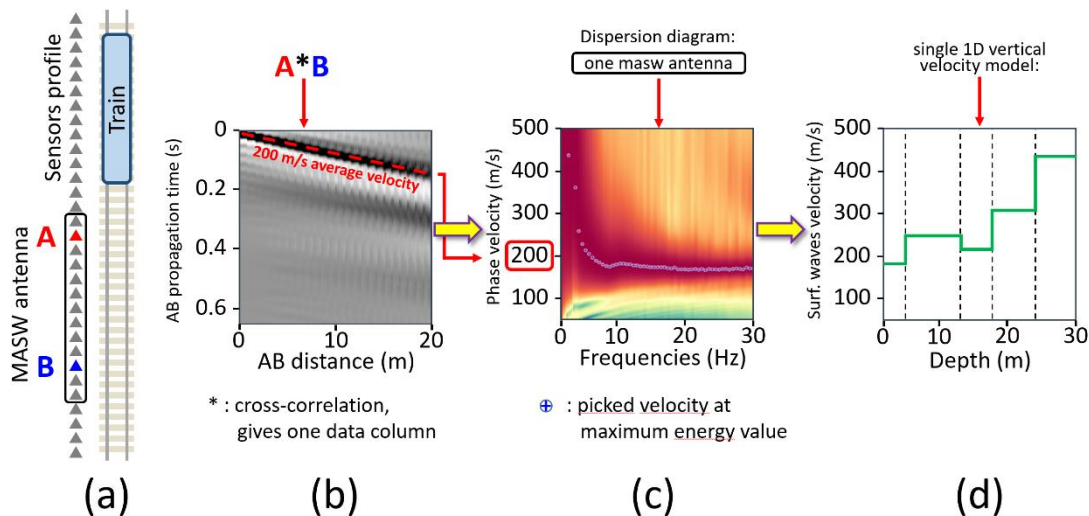 Sensors profile
Train
MASW antenna
A
B
(a)
A*B
0
0.2
0.4
0.6
AB propagation time (s)
200 m/s average velocity
0
10
20
AB distance (m)
* : cross-correlation,
gives one data column
(b)
Dispersion diagram:
one masw antenna
500
400
300
200
100
Phase velocity (m/s)
0
10
20
30
Frequencies (Hz)
: picked velocity at
maximum energy value
(c)
single 1D vertical
velocity model:
500
400
300
200
100
Surf. waves velocity (m/s)
0
10
20
30
Depth (m)
(d)